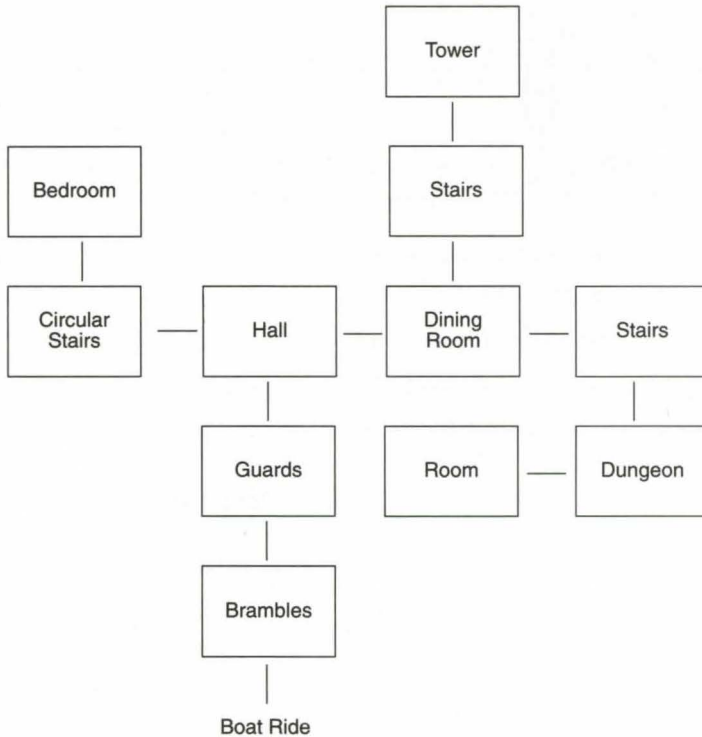 Tower
Bedroom
Stairs
Circular
Stairs
Hall
Dining
Room
Stairs
Guards
Room
Dungeon
Brambles
Boat Ride